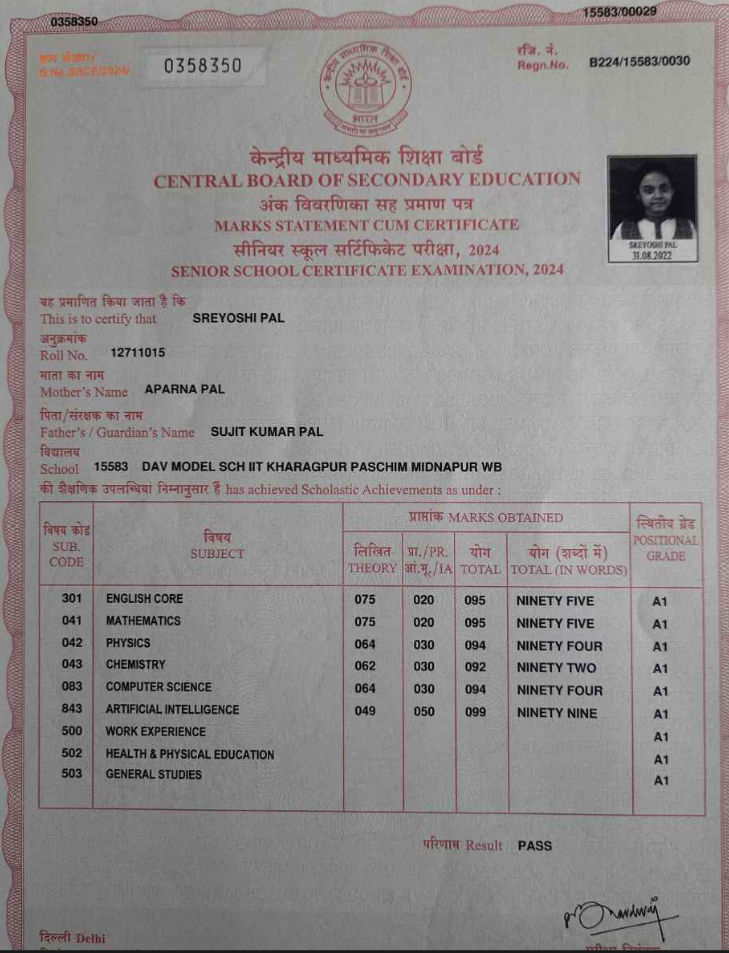 0358350
15583/00029
क्रम संख्या/
S.No.SSCE/2024/
0358350
रजि. नं.
Regn.No. B224/15583/0030
केन्द्रीय माध्यमिक शिक्षा बोर्ड
भारत
केन्द्रीय माध्यमिक शिक्षा बोर्ड
CENTRAL BOARD OF SECONDARY EDUCATION
अंक विवरणिका सह प्रमाण पत्र
MARKS STATEMENT CUM CERTIFICATE
सीनियर स्कूल सर्टिफिकेट परीक्षा, 2024
SENIOR SCHOOL CERTIFICATE EXAMINATION, 2024
SREYOSHI PAL
31.08.2022
यह प्रमाणित किया जाता है कि
This is to certify that SREYOSHI PAL
अनुक्रमांक
Roll No. 12711015
माता का नाम
Mother's Name APARNA PAL
पिता/संरक्षक का नाम
Father's / Guardian's Name SUJIT KUMAR PAL
विद्यालय
School 15583 DAV MODEL SCH IIT KHARAGPUR PASCHIM MIDNAPUR WB
की शैक्षणिक उपलब्धियां निम्नानुसार हैं has achieved Scholastic Achievements as under :
विषय कोड
SUB.
CODE
विषय
SUBJECT
प्राप्तांक MARKS OBTAINED
लिखित
THEORY
प्रा./PR.
आं.मू./IA
योग
TOTAL
योग (शब्दों में)
TOTAL (IN WORDS)
स्थितीय ग्रेड
POSITIONAL
GRADE
301 ENGLISH CORE 075 020 095 NINETY FIVE A1
041 MATHEMATICS 075 020 095 NINETY FIVE A1
042 PHYSICS 064 030 094 NINETY FOUR A1
043 CHEMISTRY 062 030 092 NINETY TWO A1
083 COMPUTER SCIENCE 064 030 094 NINETY FOUR A1
843 ARTIFICIAL INTELLIGENCE 049 050 099 NINETY NINE A1
500 WORK EXPERIENCE A1
502 HEALTH & PHYSICAL EDUCATION A1
503 GENERAL STUDIES A1
परिणाम Result PASS
दिल्ली Delhi